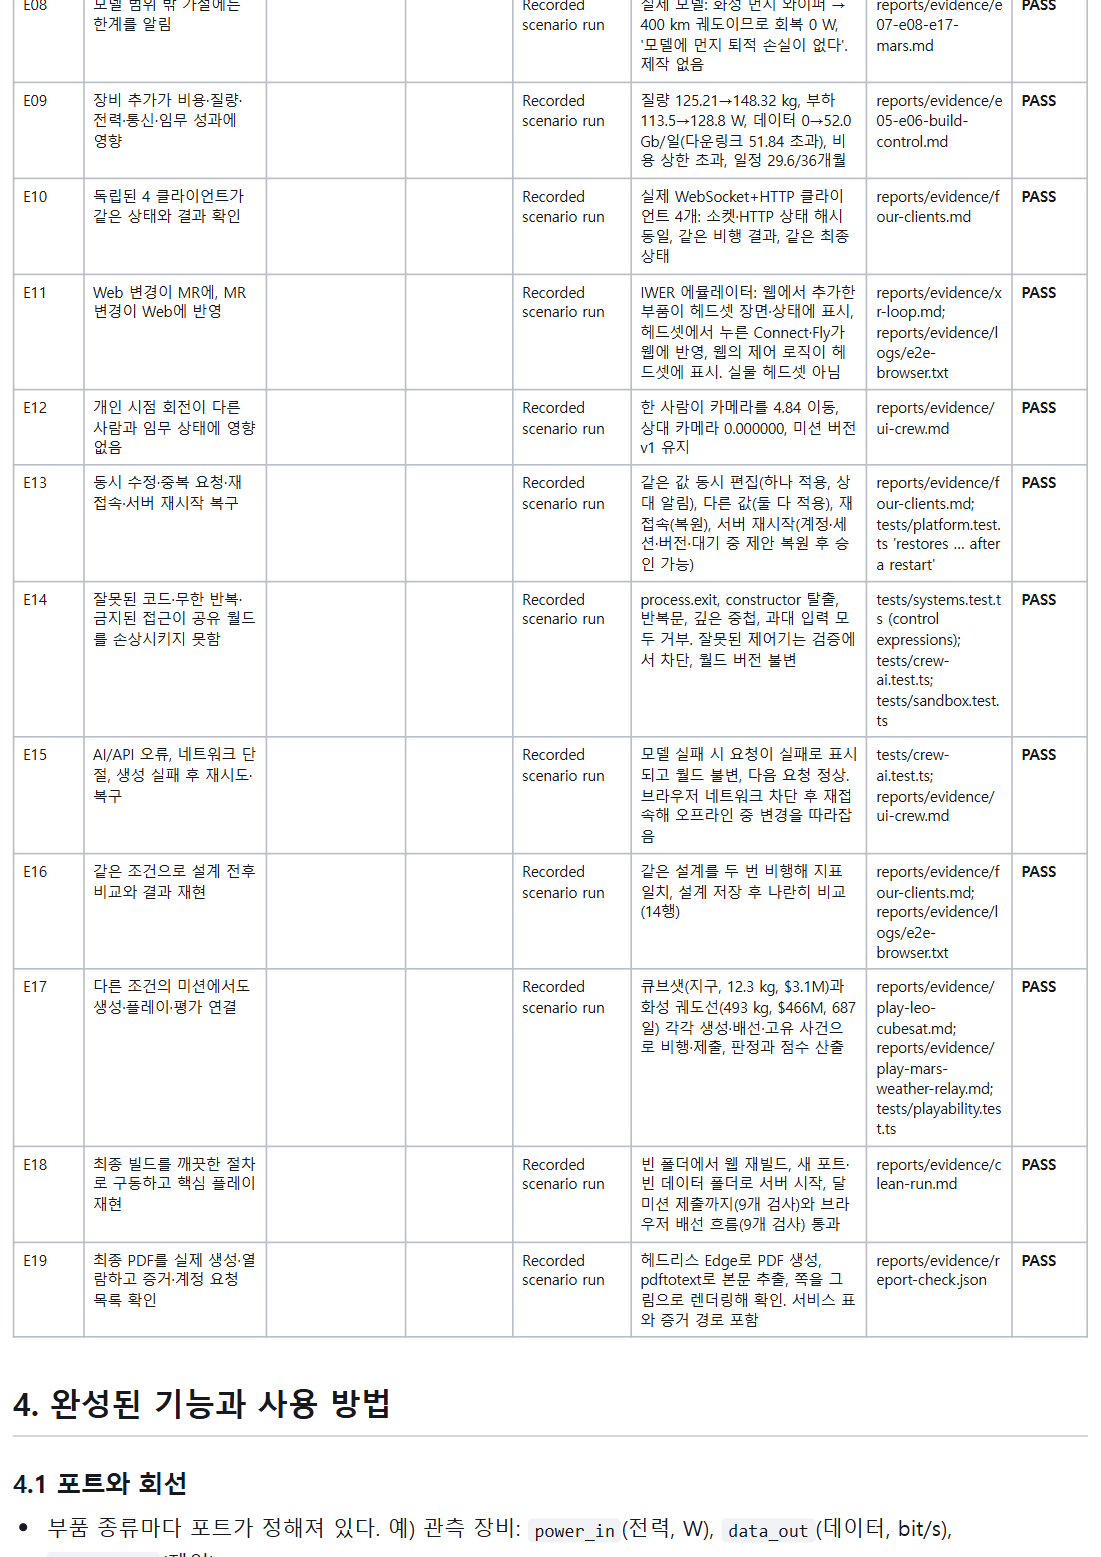 E08
모델 범위 밖 가설에는
한계를 알림
Recorded
scenario run
실제 모델: 화성 먼지 와이퍼 →
400 km 궤도이므로 회복 0 W,
'모델에 먼지 퇴적 손실이 없다'.
제작 없음
reports/evidence/e
07-e08-e17-
mars.md
PASS
E09
장비 추가가 비용·질량·
전력·통신·임무 성과에
영향
Recorded
scenario run
질량 125.21→148.32 kg, 부하
113.5→128.8 W, 데이터 0→52.0
Gb/일(다운링크 51.84 초과), 비
용 상한 초과, 일정 29.6/36개월
reports/evidence/e
05-e06-build-
control.md
PASS
E10
독립된 4 클라이언트가
같은 상태와 결과 확인
Recorded
scenario run
실제 WebSocket+HTTP 클라이
언트 4개: 소켓·HTTP 상태 해시
동일, 같은 비행 결과, 같은 최종
상태
reports/evidence/f
our-clients.md
PASS
E11
Web 변경이 MR에, MR
변경이 Web에 반영
Recorded
scenario run
IWER 에뮬레이터: 웹에서 추가한
부품이 헤드셋 장면·상태에 표시,
헤드셋에서 누른 Connect·Fly가
웹에 반영, 웹의 제어 로직이 헤
드셋에 표시. 실물 헤드셋 아님
reports/evidence/x
r-loop.md;
reports/evidence/l
ogs/e2e-
browser.txt
PASS
E12
개인 시점 회전이 다른
사람과 임무 상태에 영향
없음
Recorded
scenario run
한 사람이 카메라를 4.84 이동,
상대 카메라 0.000000, 미션 버전
v1 유지
reports/evidence/
ui-crew.md
PASS
E13
동시 수정·중복 요청·재
접속·서버 재시작 복구
Recorded
scenario run
같은 값 동시 편집(하나 적용, 상
대 알림), 다른 값(둘 다 적용), 재
접속(복원), 서버 재시작(계정·세
션·버전·대기 중 제안 복원 후 승
인 가능)
reports/evidence/f
our-clients.md;
tests/platform.test.
ts 'restores ... after
a restart'
PASS
E14
잘못된 코드·무한 반복·
금지된 접근이 공유 월드
를 손상시키지 못함
Recorded
scenario run
process.exit, constructor 탈출,
반복문, 깊은 중첩, 과대 입력 모
두 거부. 잘못된 제어기는 검증에
서 차단, 월드 버전 불변
tests/systems.test.t
s (control
expressions);
tests/crew-
ai.test.ts;
tests/sandbox.test.
ts
PASS
E15
AI/API 오류, 네트워크 단
절, 생성 실패 후 재시도·
복구
Recorded
scenario run
모델 실패 시 요청이 실패로 표시
되고 월드 불변, 다음 요청 정상.
브라우저 네트워크 차단 후 재접
속해 오프라인 중 변경을 따라잡
음
tests/crew-
ai.test.ts;
reports/evidence/
ui-crew.md
PASS
E16
같은 조건으로 설계 전후
비교와 결과 재현
Recorded
scenario run
같은 설계를 두 번 비행해 지표
일치, 설계 저장 후 나란히 비교
(14행)
reports/evidence/f
our-clients.md;
reports/evidence/l
ogs/e2e-
browser.txt
PASS
E17
다른 조건의 미션에서도
생성·플레이·평가 연결
Recorded
scenario run
큐브샛(지구, 12.3 kg, $3.1M)과
화성 궤도선(493 kg, $466M, 687
일) 각각 생성·배선·고유 사건으
로 비행·제출, 판정과 점수 산출
reports/evidence/
play-leo-
cubesat.md;
reports/evidence/
play-mars-
weather-relay.md;
tests/playability.tes
t.ts
PASS
E18
최종 빌드를 깨끗한 절차
로 구동하고 핵심 플레이
재현
Recorded
scenario run
빈 폴더에서 웹 재빌드, 새 포트·
빈 데이터 폴더로 서버 시작, 달
미션 제출까지(9개 검사)와 브라
우저 배선 흐름(9개 검사) 통과
reports/evidence/c
lean-run.md
PASS
E19
최종 PDF를 실제 생성·열
람하고 증거·계정 요청
목록 확인
Recorded
scenario run
헤드리스 Edge로 PDF 생성,
pdftotext로 본문 추출, 쪽을 그
림으로 렌더링해 확인. 서비스 표
와 증거 경로 포함
reports/evidence/r
eport-check.json
PASS
4. 완성된 기능과 사용 방법
4.1 포트와 회선
• 부품 종류마다 포트가 정해져 있다. 예) 관측 장비: power_in (전력, W), data_out (데이터, bit/s),